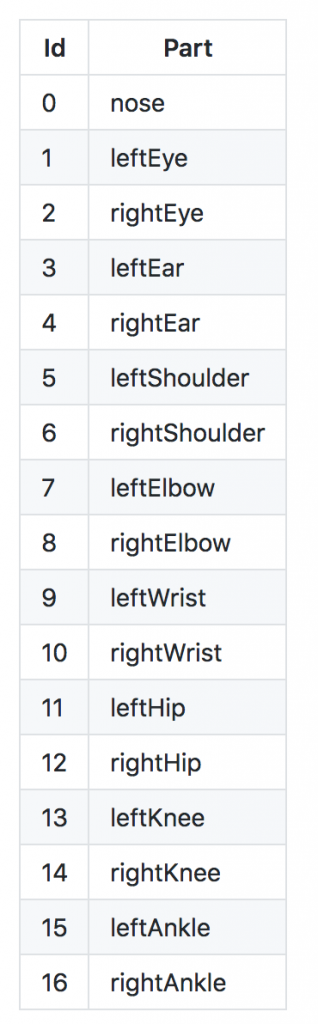 Id Part
0 nose
1 leftEye
2 rightEye
3 leftEar
4 rightEar
5 leftShoulder
6 rightShoulder
7 leftElbow
8 rightElbow
9 leftWrist
10 rightWrist
11 leftHip
12 rightHip
13 leftKnee
14 rightKnee
15 leftAnkle
16 rightAnkle